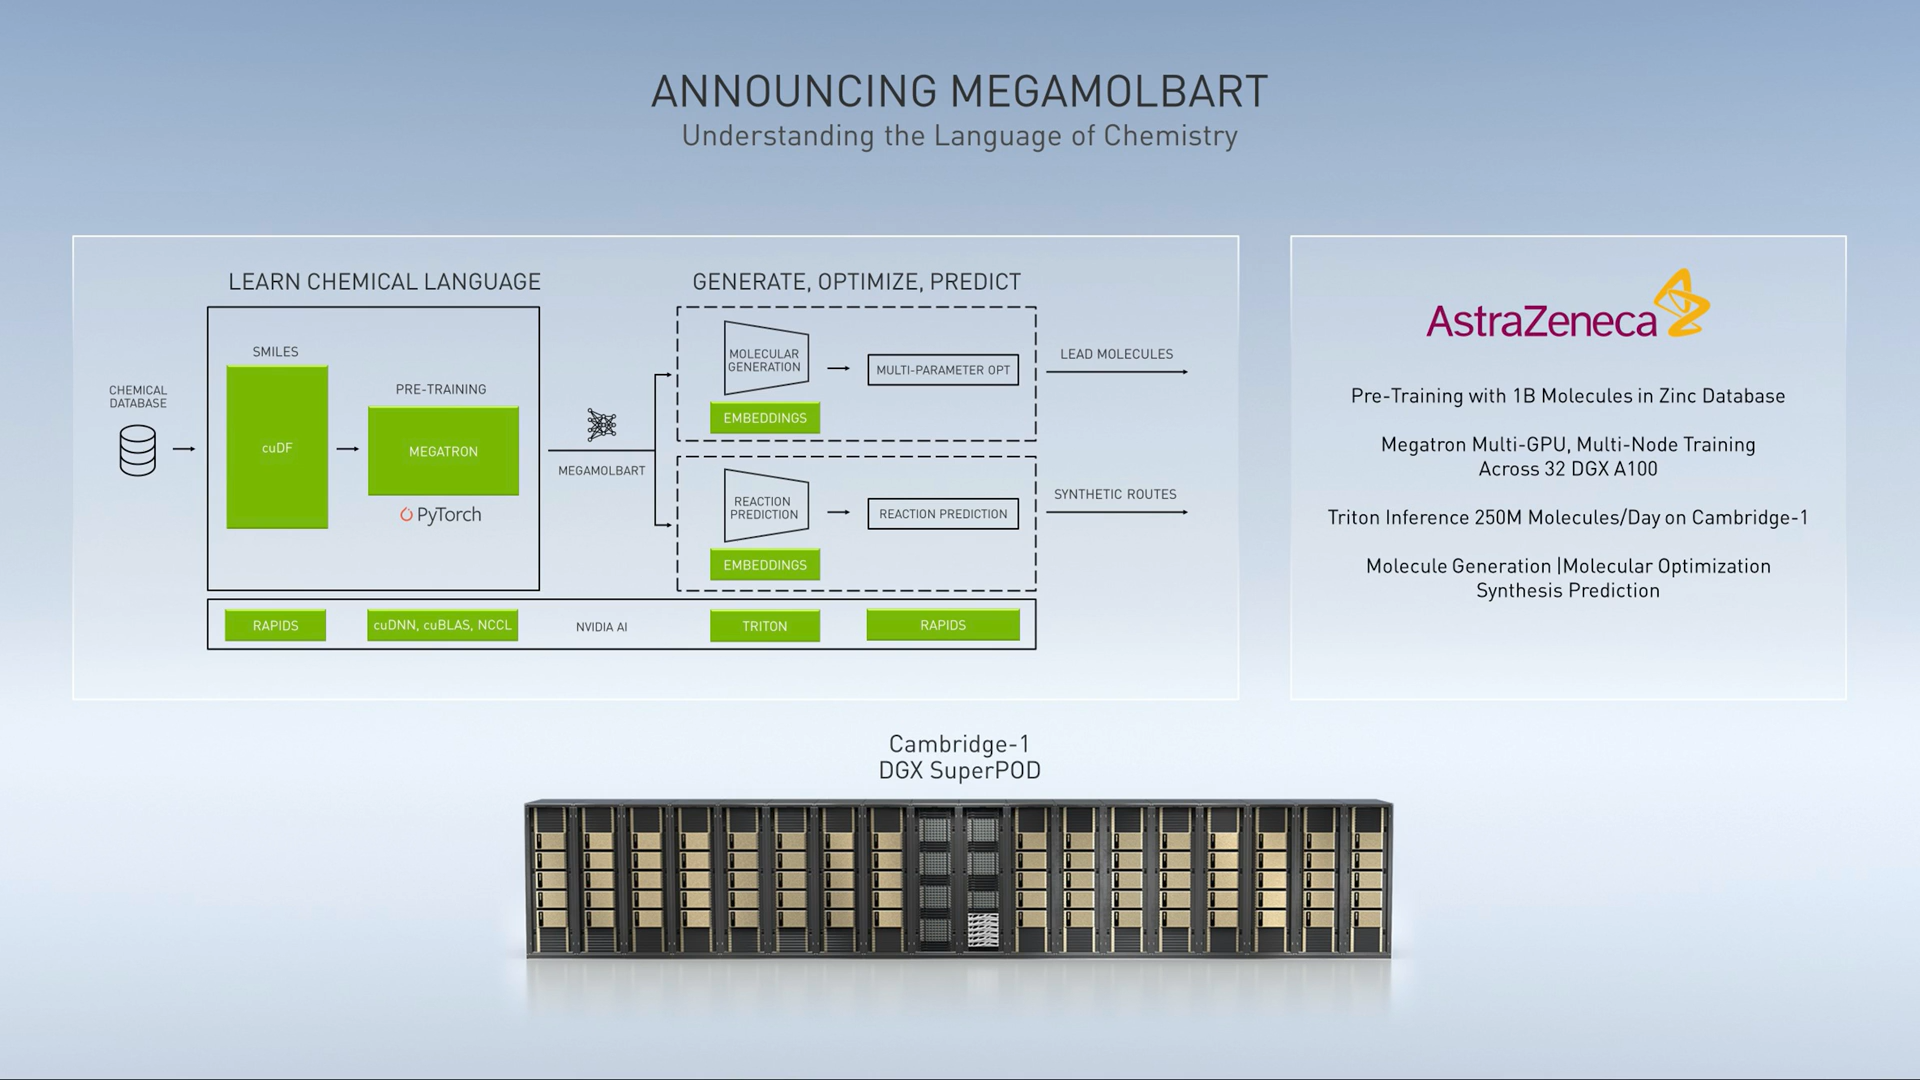 ANNOUNCING MEGAMOLBART
Understanding the Language of Chemistry
LEARN CHEMICAL LANGUAGE
SMILES
CHEMICAL
DATABASE
cuDF
PRE-TRAINING
MEGATRON
PyTorch
MEGAMOLBART
GENERATE, OPTIMIZE, PREDICT
MOLECULAR
GENERATION
MULTI-PARAMETER OPT
EMBEDDINGS
LEAD MOLECULES
REACTION
PREDICTION
REACTION PREDICTION
EMBEDDINGS
SYNTHETIC ROUTES
RAPIDS
cuDNN, cuBLAS, NCCL
NVIDIA AI
TRITON
RAPIDS
AstraZeneca
Pre-Training with 1B Molecules in Zinc Database
Megatron Multi-GPU, Multi-Node Training
Across 32 DGX A100
Triton Inference 250M Molecules/Day on Cambridge-1
Molecule Generation |Molecular Optimization
Synthesis Prediction
Cambridge-1
DGX SuperPOD